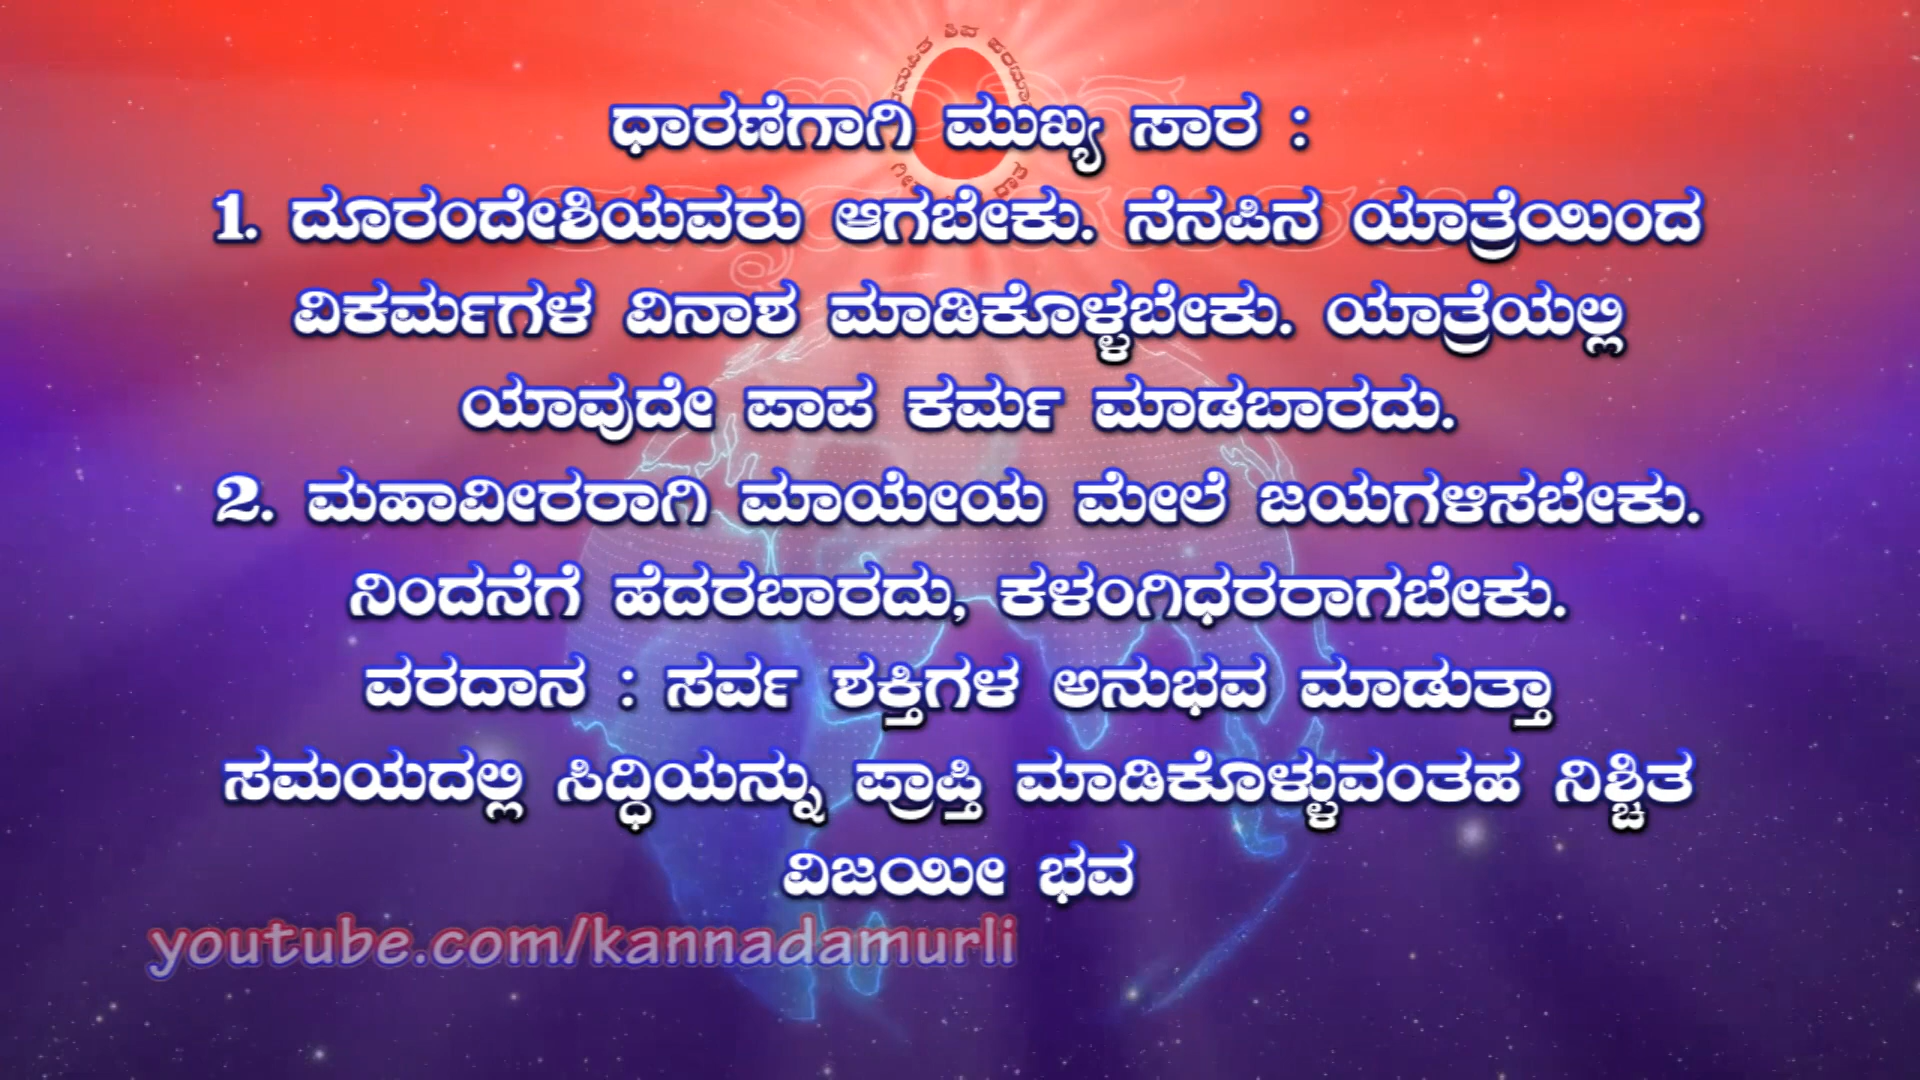 ಧಾರಣೆಗಾಗಿ ಮುಖ್ಯ ಸಾರ :
1. ದೂರಂದೇಶಿಯವರು ಆಗಬೇಕು. ನೆನಪಿನ ಯಾತ್ರೆಯಿಂದ
ವಿಕರ್ಮಗಳ ವಿನಾಶ ಮಾಡಿಕೊಳ್ಳಬೇಕು. ಯಾತ್ರೆಯಲ್ಲಿ
ಯಾವುದೇ ಪಾಪ ಕರ್ಮ ಮಾಡಬಾರದು.
2. ಮಹಾವೀರರಾಗಿ ಮಾಯೇಯ ಮೇಲೆ ಜಯಗಳಿಸಬೇಕು.
ನಿಂದನೆಗೆ ಹೆದರಬಾರದು, ಕಳಂಗಿಧರರಾಗಬೇಕು.
ವರದಾನ : ಸರ್ವ ಶಕ್ತಿಗಳ ಅನುಭವ ಮಾಡುತ್ತಾ
ಸಮಯದಲ್ಲಿ ಸಿದ್ಧಿಯನ್ನು ಪ್ರಾಪ್ತಿ ಮಾಡಿಕೊಳ್ಳುವಂತಹ ನಿಶ್ಚಿತ
ವಿಜಯೀ ಭವ
youtube.com/kannadamurli